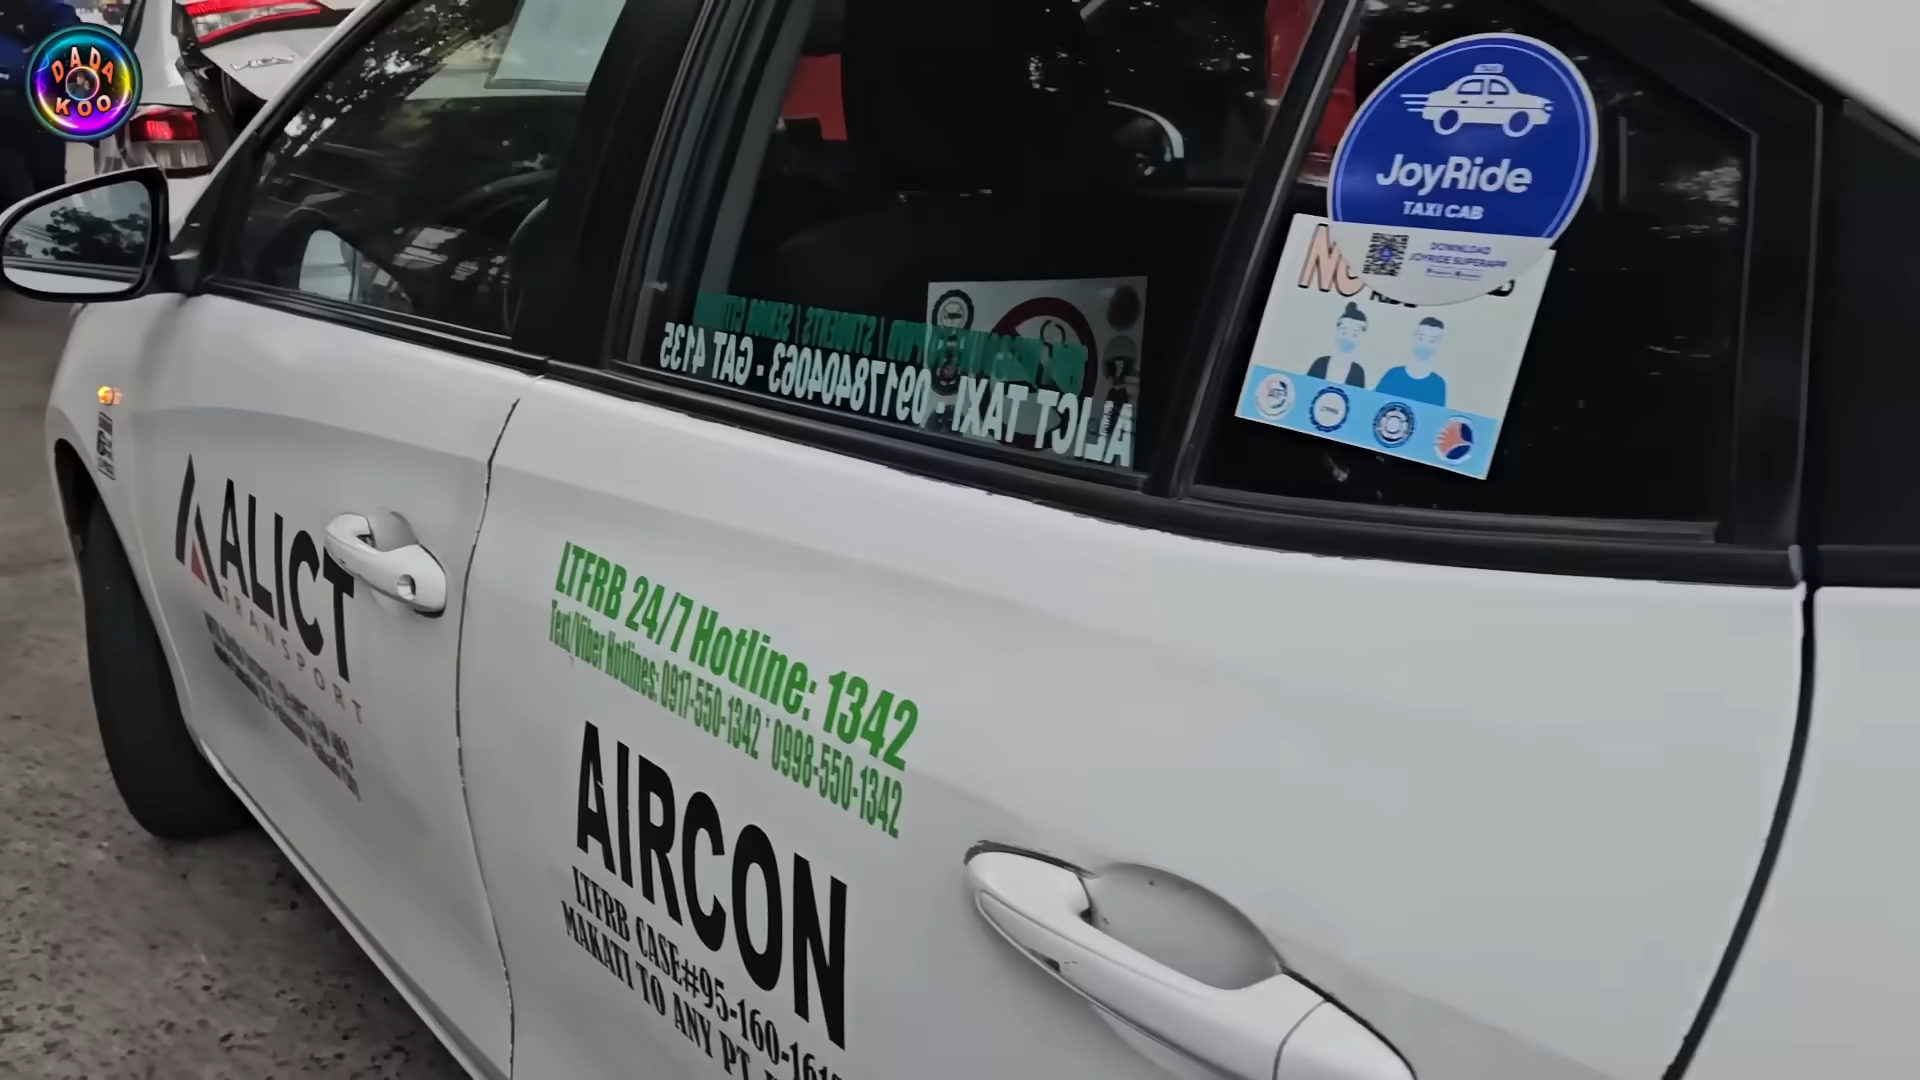 DADA
KOO
JoyRide
TAXI CAB
DOWNLOAD
JOYRIDE SUPERAPP
NO
ALICT TAXI - 09178404063 - GAT 4135
ALICT
TRANSPORT
LTFRB 24/7 Hotline: 1342
Text/Viber Hotlines: 0917-550-1342 * 0998-550-1342
AIRCON
LTFRB CASE#95-160-161
MAKATI TO ANY PT.